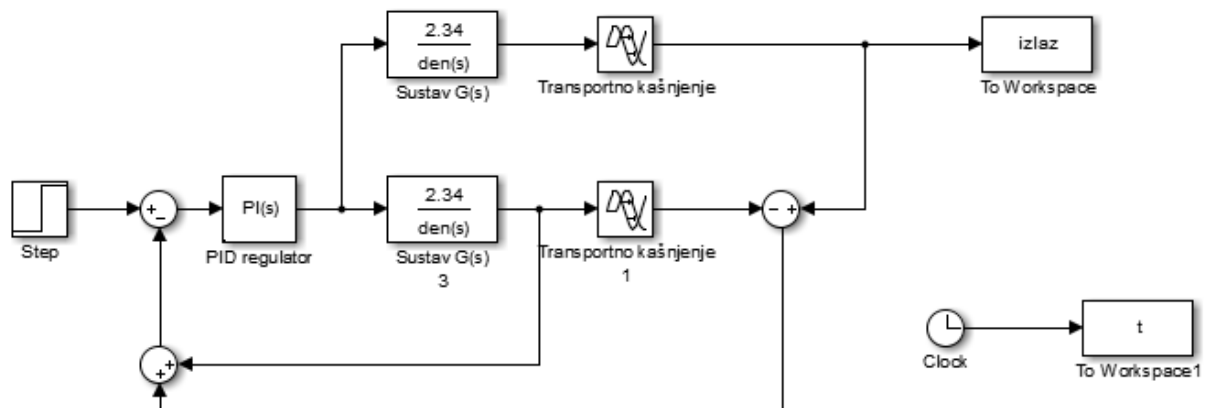 2.34
den(s)
Sustav G(s)
Transportno kašnjenje
izlaz
To Workspace
Step
+
-
PI(s)
PID regulator
2.34
den(s)
Sustav G(s)
3
Transportno kašnjenje
1
- +
+
+
Clock
t
To Workspace1